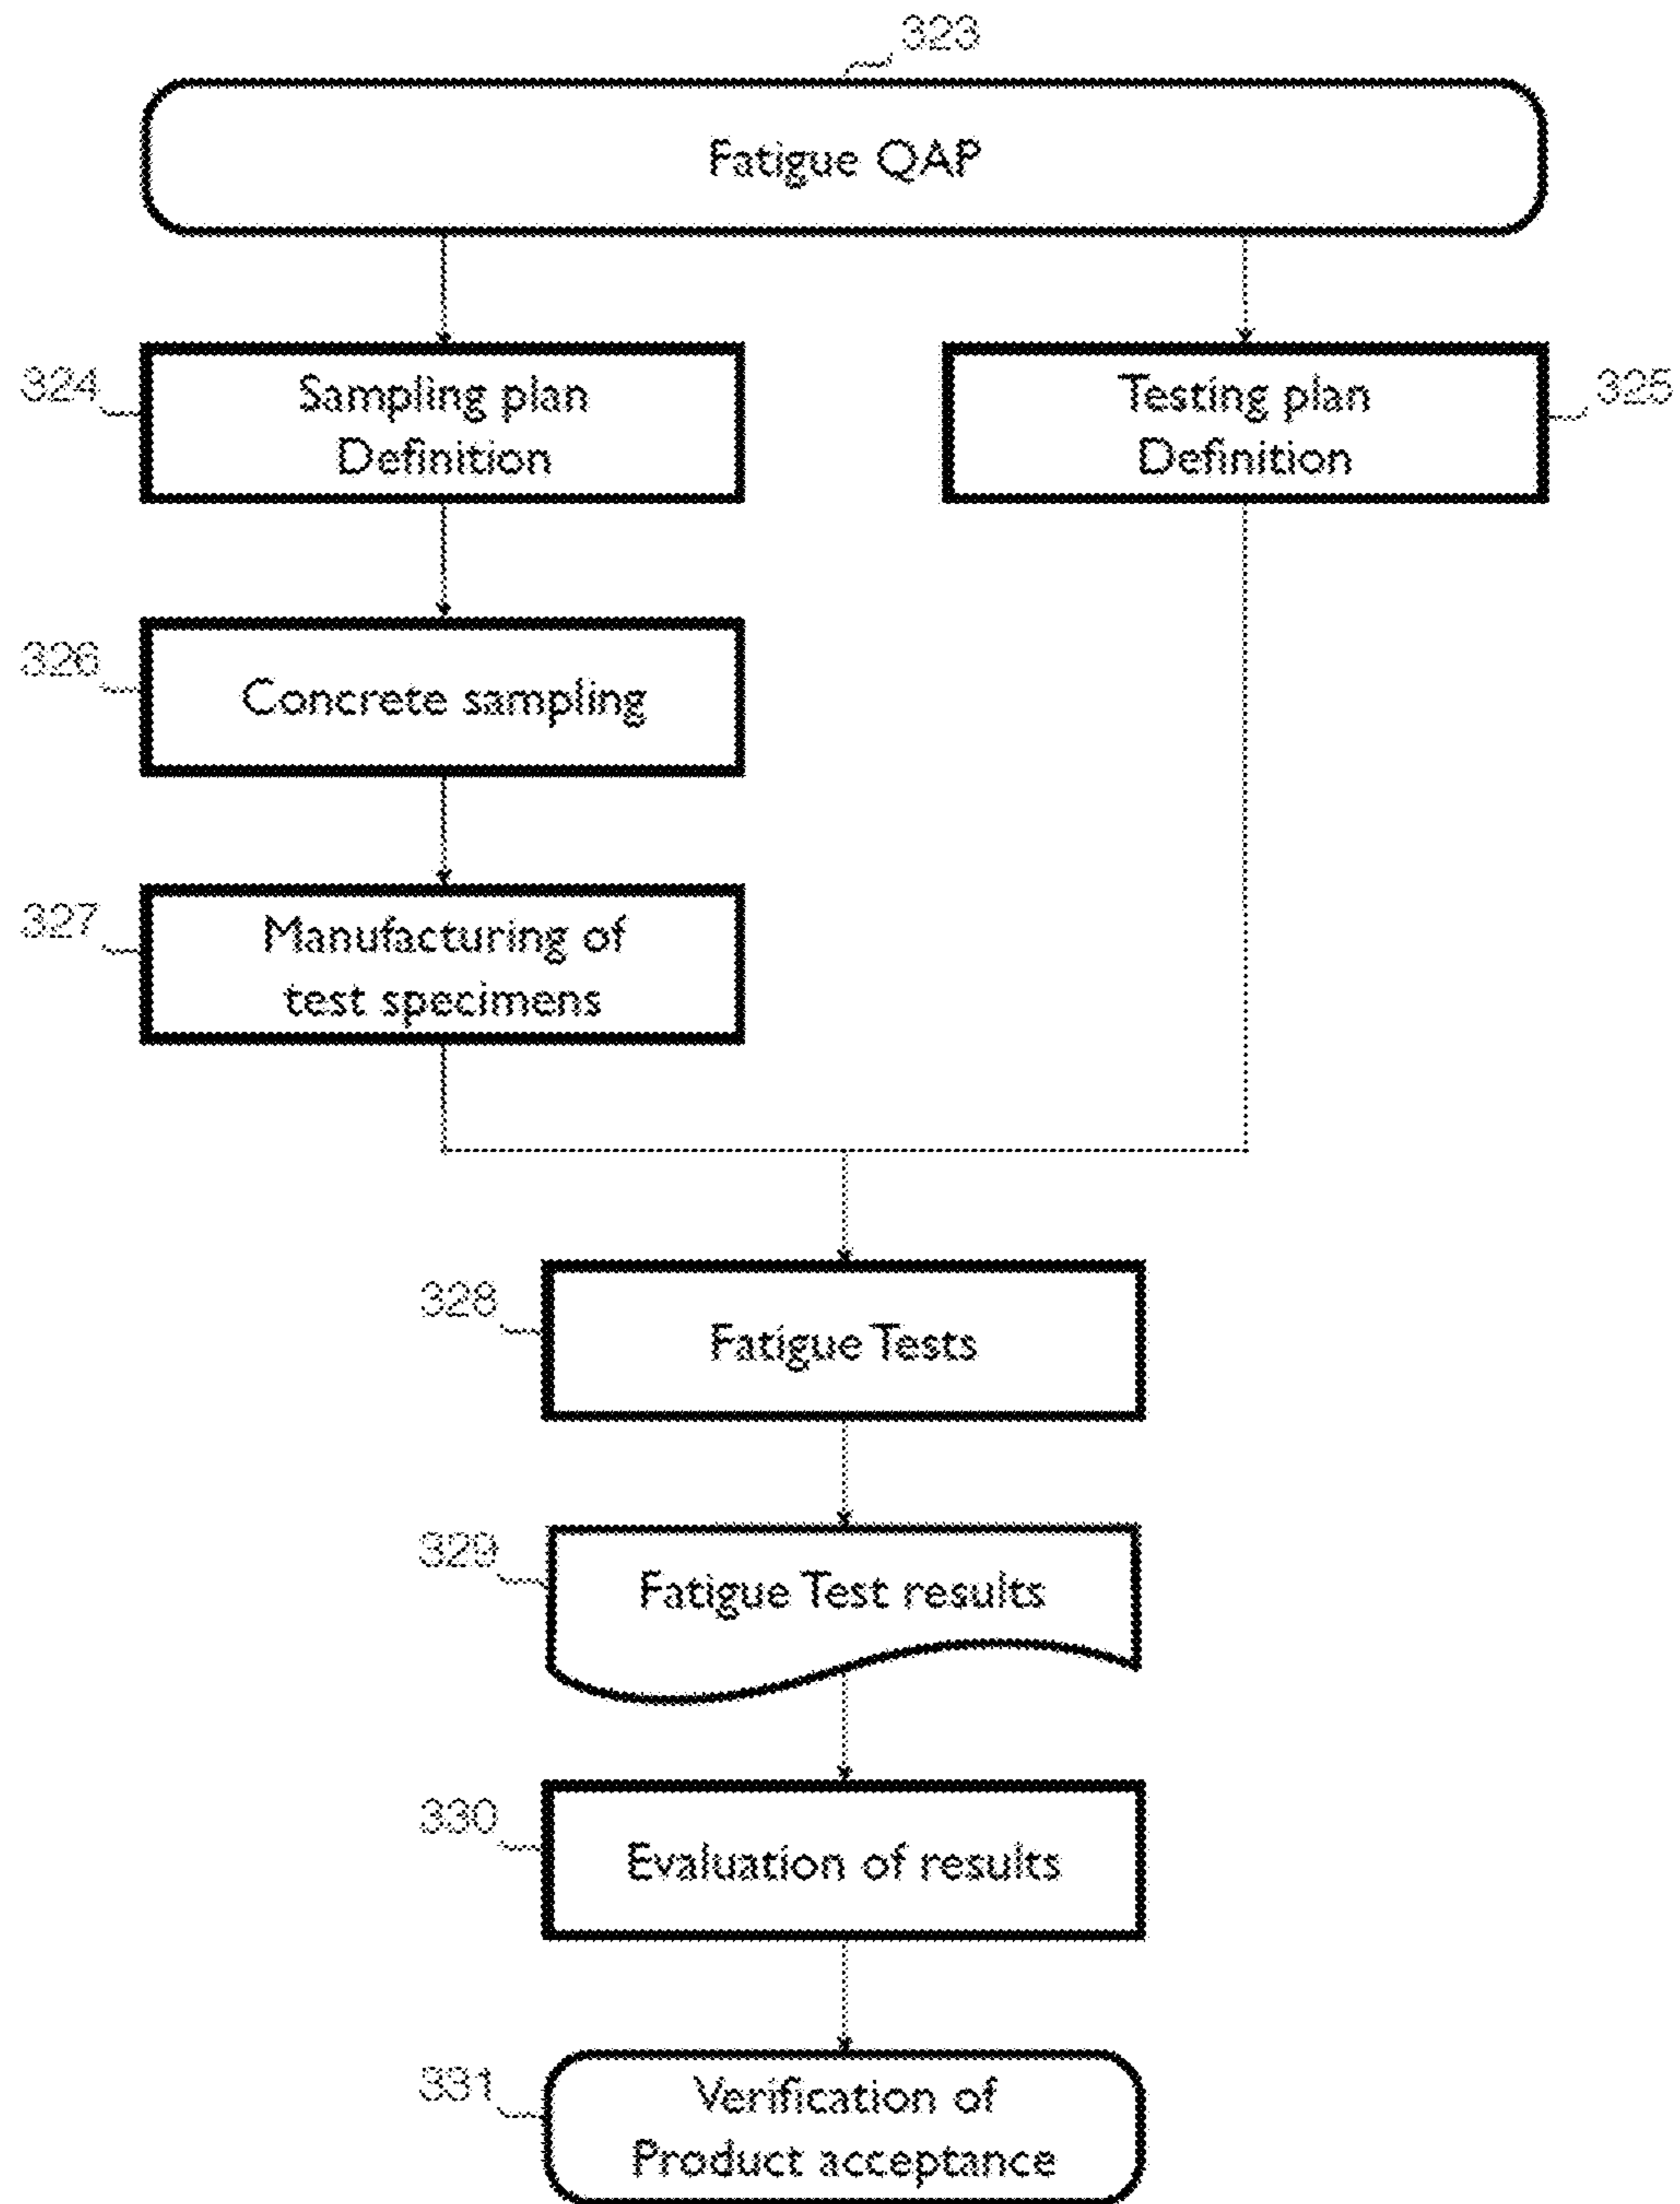 323
Fatigue QAP
324
Sampling plan
Definition
Testing plan
Definition
325
326
Concrete sampling
327
Manufacturing of
test specimens
328
Fatigue Tests
329
Fatigue Test results
330
Evaluation of results
331
Verification of
Product acceptance